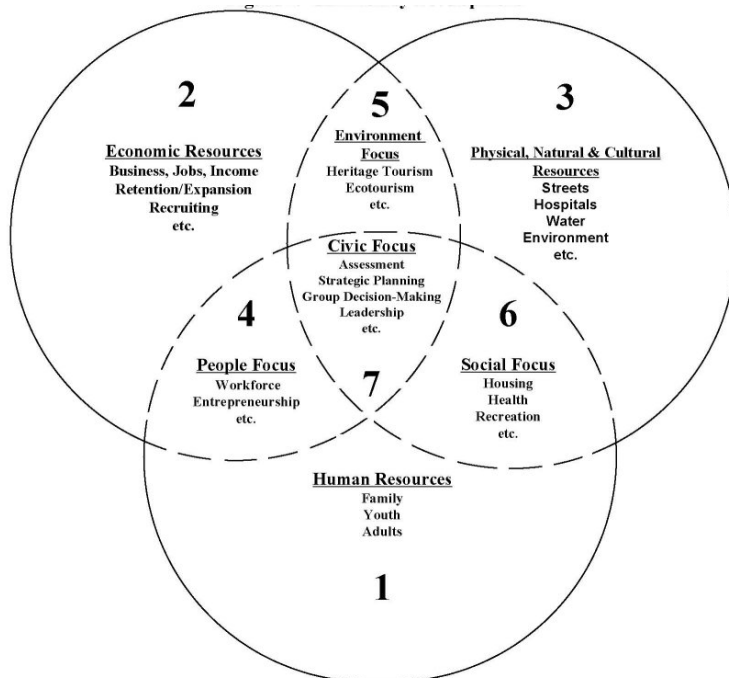 2
Economic Resources
Business, Jobs, Income
Retention/Expansion
Recruiting
etc.
5
Environment
Focus
Heritage Tourism
Ecotourism
etc.
3
Physical, Natural & Cultural
Resources
Streets
Hospitals
Water
Environment
etc.
Civic Focus
Assessment
Strategic Planning
Group Decision-Making
Leadership
etc.
4
People Focus
Workforce
Entrepreneurship
etc.
7
6
Social Focus
Housing
Health
Recreation
etc.
Human Resources
Family
Youth
Adults
1